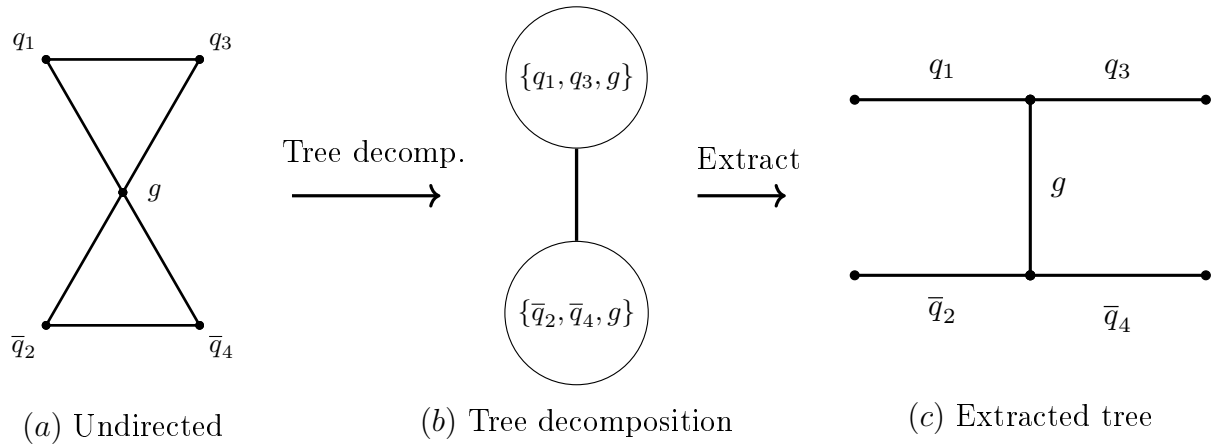 q₁ q₃
g
q̅₂ q̅₄
(a) Undirected
Tree decomp.
{q₁, q₃, g}
{q̅₂, q̅₄, g}
(b) Tree decomposition
Extract
q₁ q₃
g
q̅₂ q̅₄
(c) Extracted tree